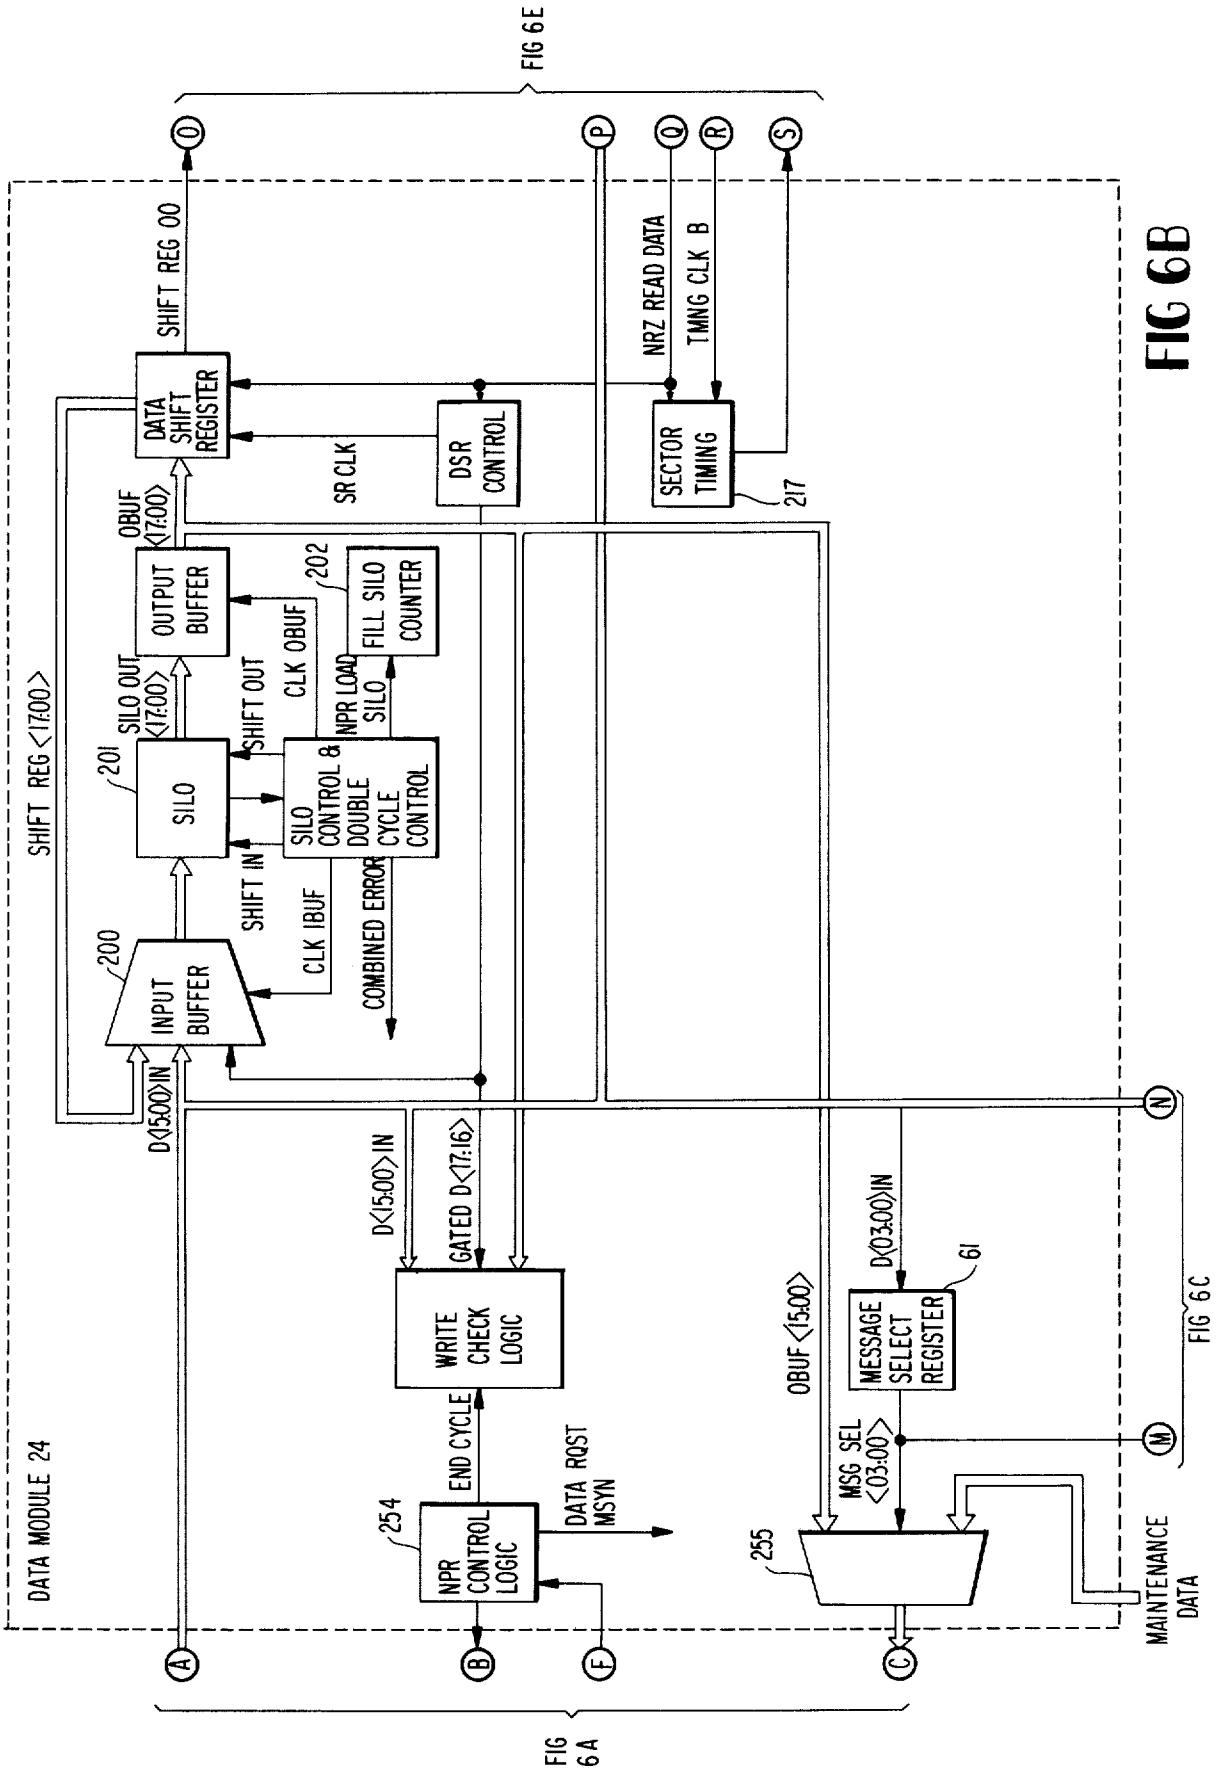 DATA MODULE 24
SHIFT REG <17:00>
SHIFT REG 00
O
A
D<15:00>IN
200
INPUT
BUFFER
201
SILO
SILO OUT
<17:00>
OUTPUT
BUFFER
OBUF
<17:00>
DATA
SHIFT
REGISTER
SHIFT IN
SHIFT OUT
CLK IBUF
CLK OBUF
SILO
CONTROL &
DOUBLE
CYCLE
CONTROL
COMBINED ERROR
NPR LOAD
SILO
202
FILL SILO
COUNTER
SR CLK
DSR
CONTROL
254
NPR
CONTROL
LOGIC
END CYCLE
WRITE
CHECK
LOGIC
D<15:00>IN
GATED D<17:16>
B
DATA RQST
MSYN
F
P
NRZ READ DATA
Q
TMNG CLK B
R
S
SECTOR
TIMING
217
OBUF <15:00>
255
MSG SEL
<03:00>
MESSAGE
SELECT
REGISTER
61
D<03:00>IN
C
MAINTENANCE
DATA
M
N
FIG
6A
FIG 6C
FIG 6E
FIG 6B